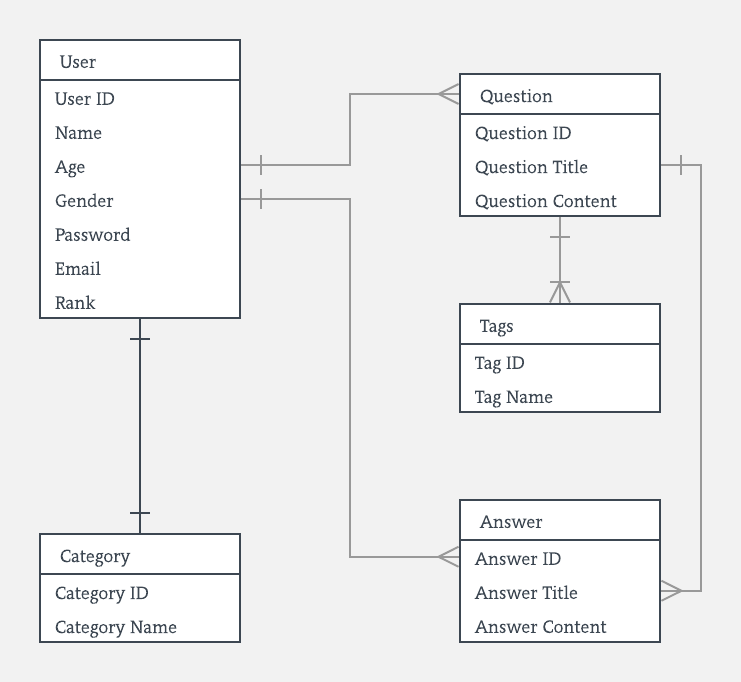 User
User ID
Name
Age
Gender
Password
Email
Rank
Question
Question ID
Question Title
Question Content
Tags
Tag ID
Tag Name
Category
Category ID
Category Name
Answer
Answer ID
Answer Title
Answer Content